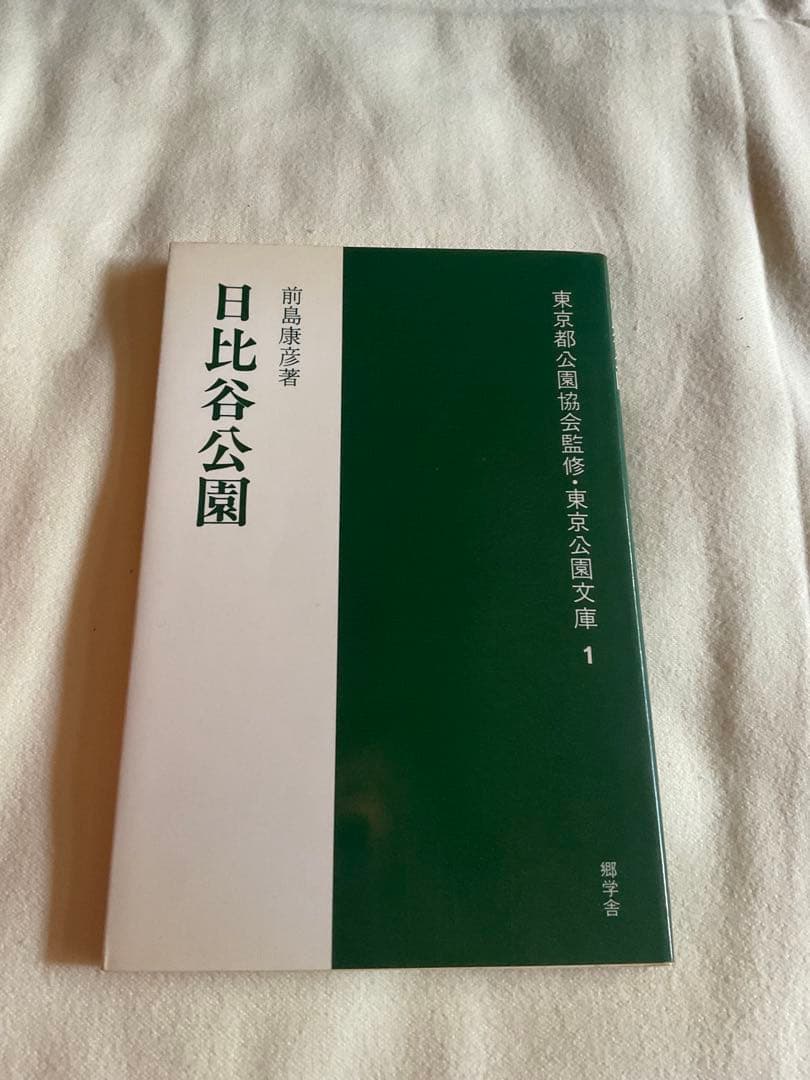 東京都公園協会監修・東京公園文庫 1
前島康彦著
日比谷公園
郷学舎